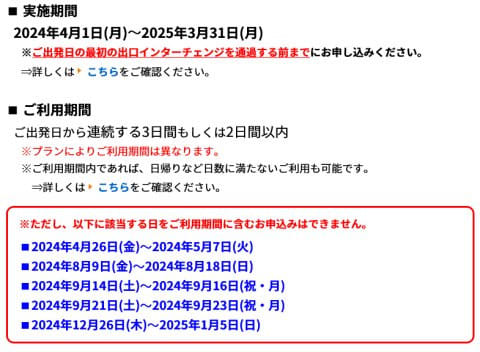 ■ 実施期間
2024年4月1日(月)～2025年3月31日(月)
※ご出発日の最初の出口インターチェンジを通過する前までにお申し込みください。
⇒詳しくはこちらをご確認ください。
■ ご利用期間
ご出発日から連続する3日間もしくは2日間以内
※プランによりご利用期間は異なります。
※ご利用期間内であれば、日帰りなど日数に満たないご利用も可能です。
⇒詳しくはこちらをご確認ください。
※ただし、以下に該当する日をご利用期間に含むお申込みはできません。
■2024年4月26日(金)～2024年5月7日(火)
■2024年8月9日(金)～2024年8月18日(日)
■2024年9月14日(土)～2024年9月16日(祝・月)
■2024年9月21日(土)～2024年9月23日(祝・月)
■2024年12月26日(木)～2025年1月5日(日)